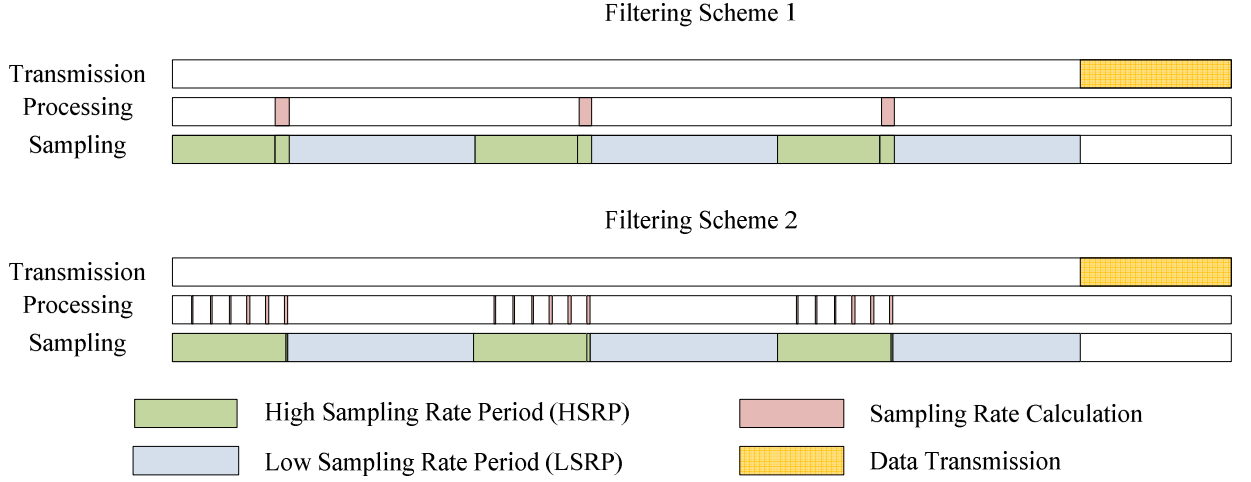 Filtering Scheme 1
Transmission
Processing
Sampling
Filtering Scheme 2
Transmission
Processing
Sampling
High Sampling Rate Period (HSRP)
Sampling Rate Calculation
Low Sampling Rate Period (LSRP)
Data Transmission